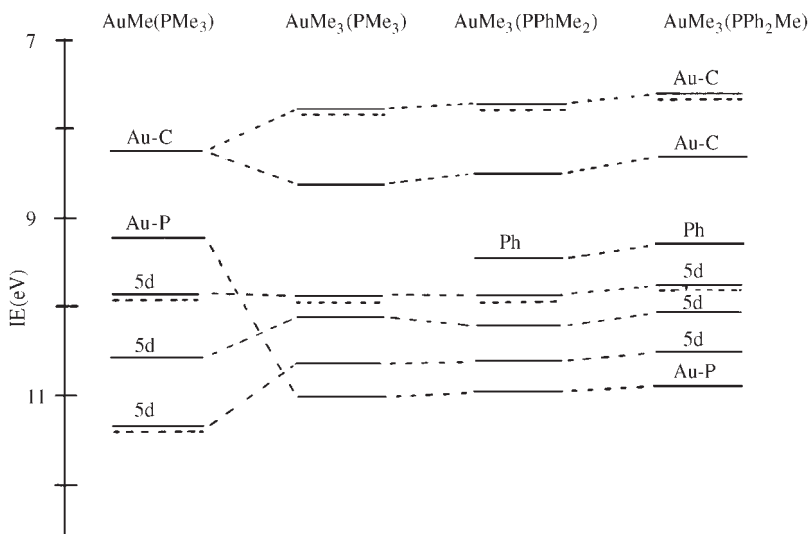 AuMe(PMe₃) AuMe₃(PMe₃) AuMe₃(PPhMe₂) AuMe₃(PPh₂Me)
7
Au-C
Au-C
Au-C
9
Au-P
Ph
Ph
5d
5d
5d
5d
5d
5d
11
Au-P
IE(eV)